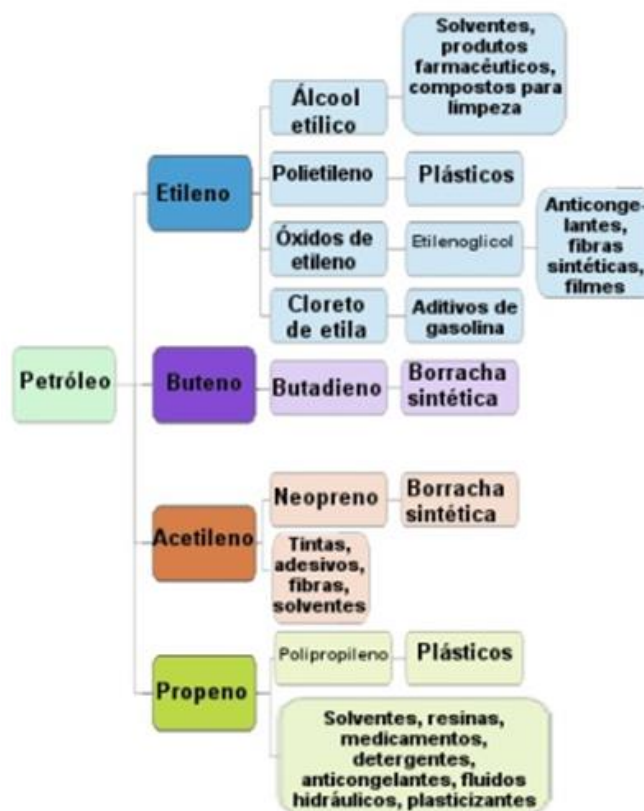 Petróleo
Etileno
Álcool
etílico
Solventes,
produtos
farmacéuticos,
compostos para
limpeza
Polietileno
Plásticos
Óxidos de
etileno
Etilenoglicol
Anticonge-
lantes,
fibras
sintéticas,
filmes
Cloreto
de etila
Aditivos de
gasolina
Buteno
Butadieno
Borracha
sintética
Acetileno
Neopreno
Borracha
sintética
Tintas,
adesivos,
fibras,
solventes
Propeno
Polipropileno
Plásticos
Solventes, resinas,
medicamentos,
detergentes,
anticongelantes, fluidos
hidráulicos, plasticizantes